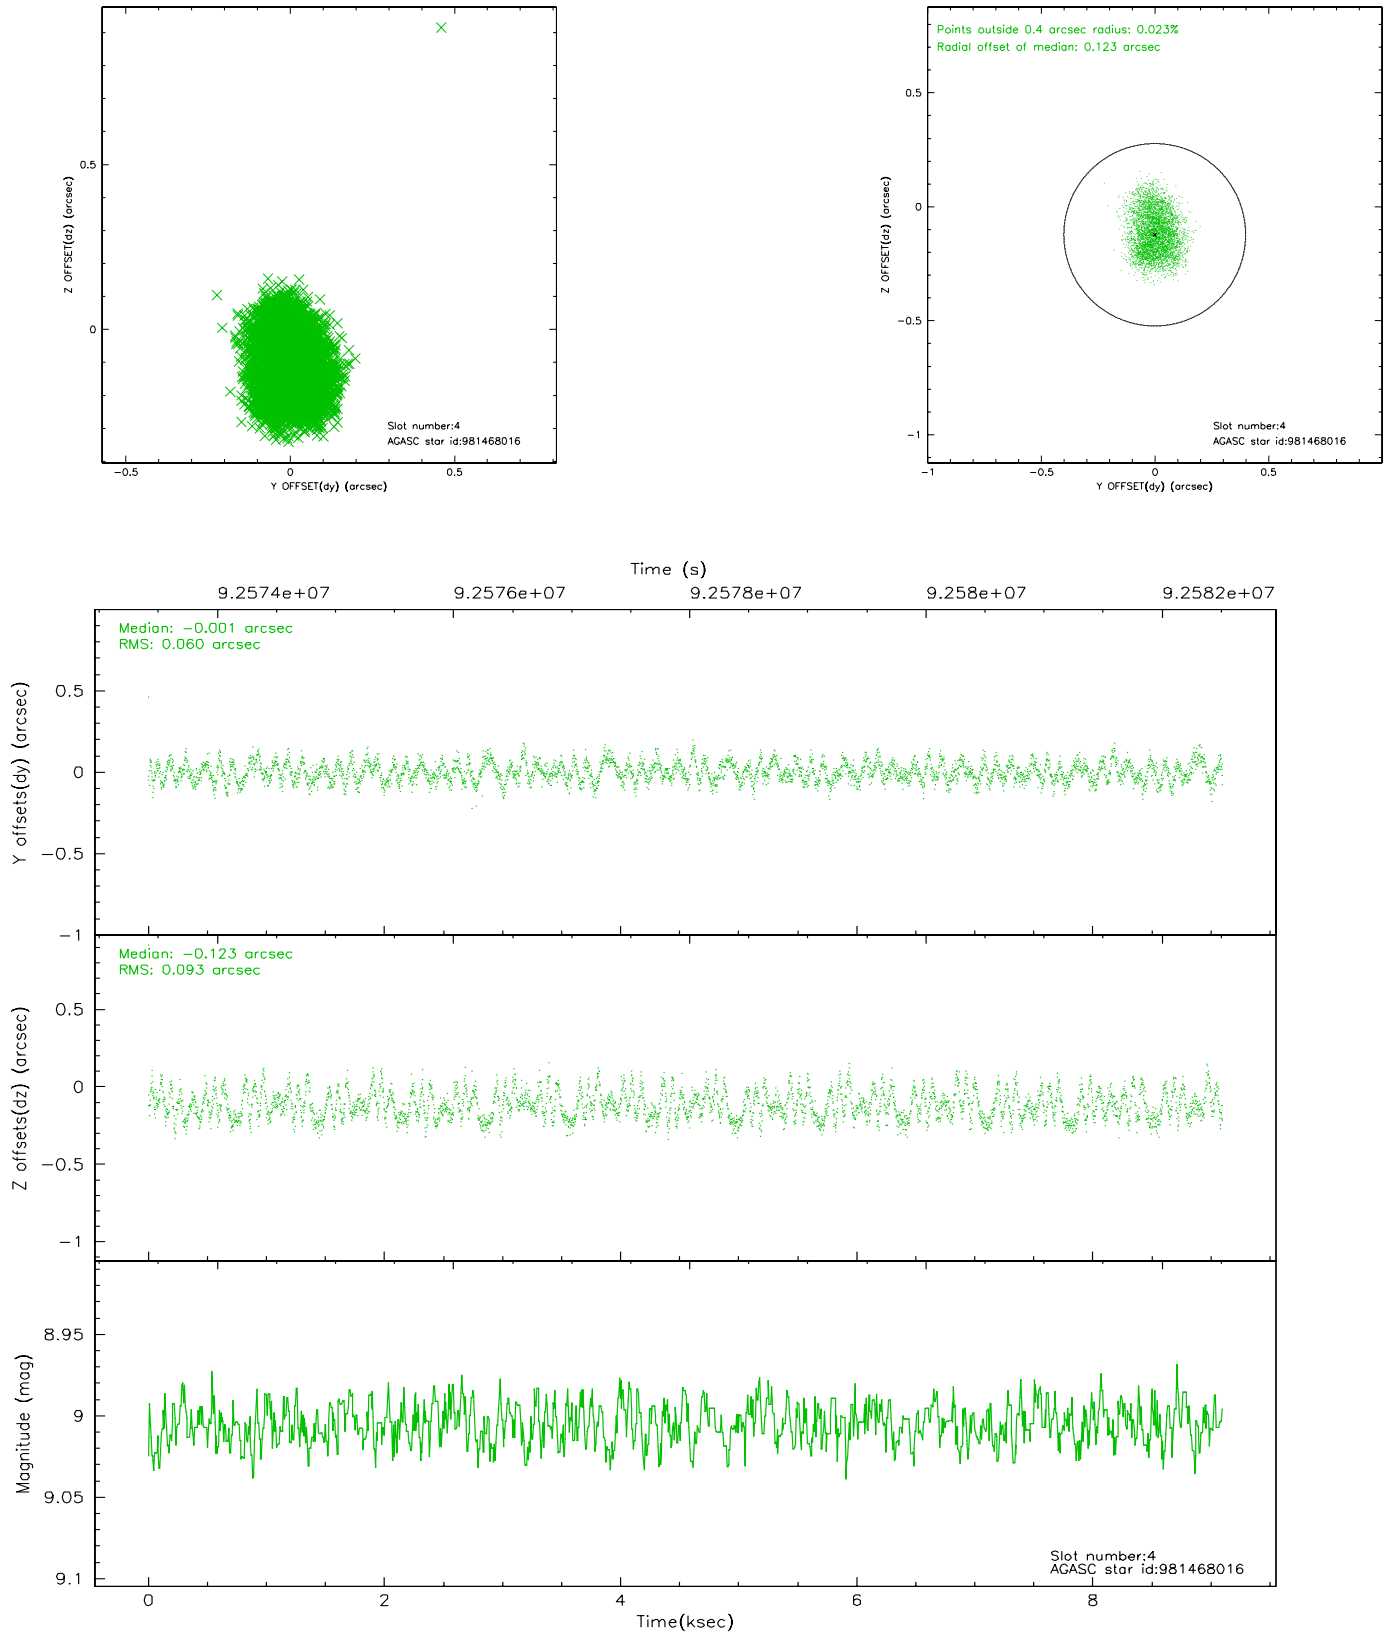 0.5
0
Z OFFSET(dz) (arcsec)
-0.5
0
0.5
Y OFFSET(dy) (arcsec)
Slot number:4
AGASC star id:981468016
Points outside 0.4 arcsec radius: 0.023%
Radial offset of median: 0.123 arcsec
0.5
0
-0.5
-1
Z OFFSET(dz) (arcsec)
-1
-0.5
0
0.5
Y OFFSET(dy) (arcsec)
Slot number:4
AGASC star id:981468016
Time (s)
9.2574e+07
9.2576e+07
9.2578e+07
9.258e+07
9.2582e+07
Median: -0.001 arcsec
RMS: 0.060 arcsec
0.5
0
-0.5
-1
Y offsets(dy) (arcsec)
Median: -0.123 arcsec
RMS: 0.093 arcsec
0.5
0
-0.5
-1
Z offsets(dz) (arcsec)
8.95
9
9.05
9.1
Magnitude (mag)
Slot number:4
AGASC star id:981468016
0
2
4
6
8
Time(ksec)